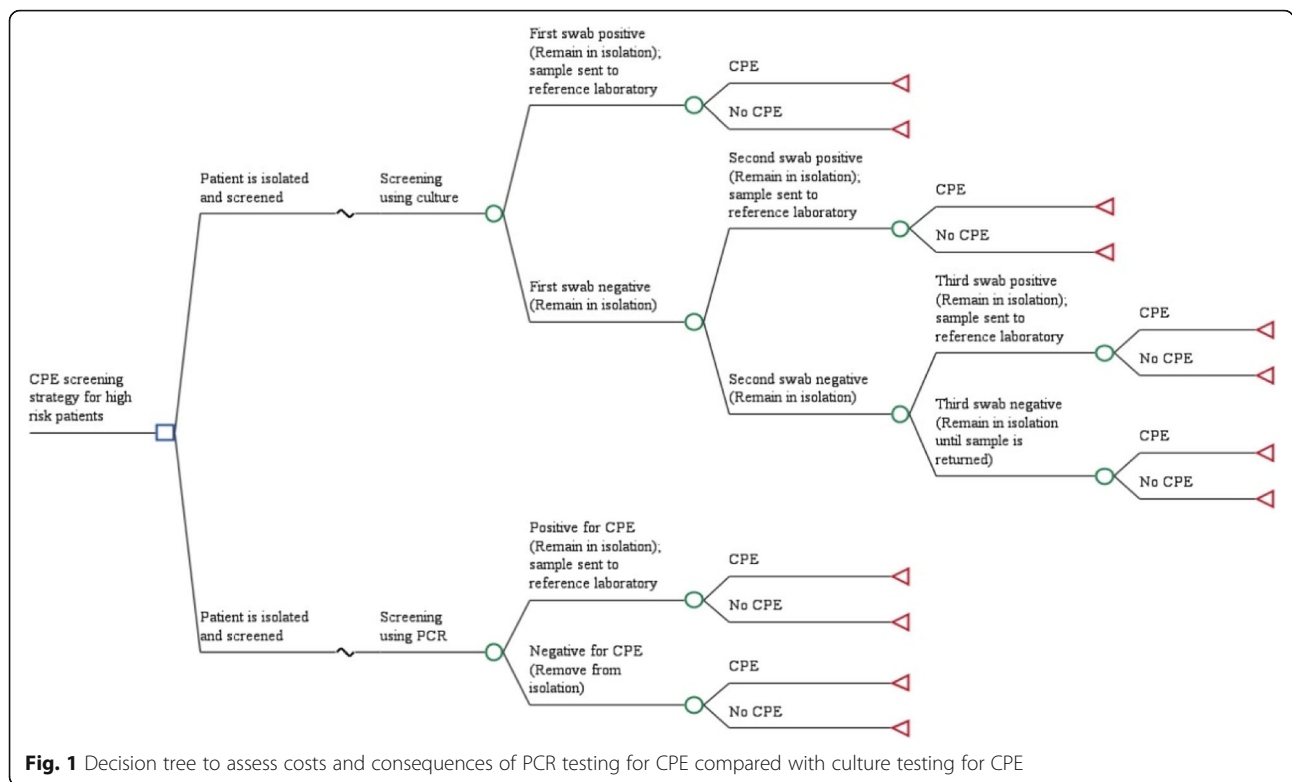 First swab positive
(Remain in isolation);
sample sent to
reference laboratory
CPE
No CPE
Patient is isolated
and screened
Screening
using culture
Second swab positive
(Remain in isolation);
sample sent to
reference laboratory
CPE
No CPE
First swab negative
(Remain in isolation)
Third swab positive
(Remain in isolation);
sample sent to
reference laboratory
CPE
No CPE
CPE screening
strategy for high
risk patients
Second swab negative
(Remain in isolation)
Third swab negative
(Remain in isolation
until sample is
returned)
CPE
No CPE
Positive for CPE
(Remain in isolation);
sample sent to
reference laboratory
CPE
No CPE
Patient is isolated
and screened
Screening
using PCR
Negative for CPE
(Remove from
isolation)
CPE
No CPE
Fig. 1 Decision tree to assess costs and consequences of PCR testing for CPE compared with culture testing for CPE